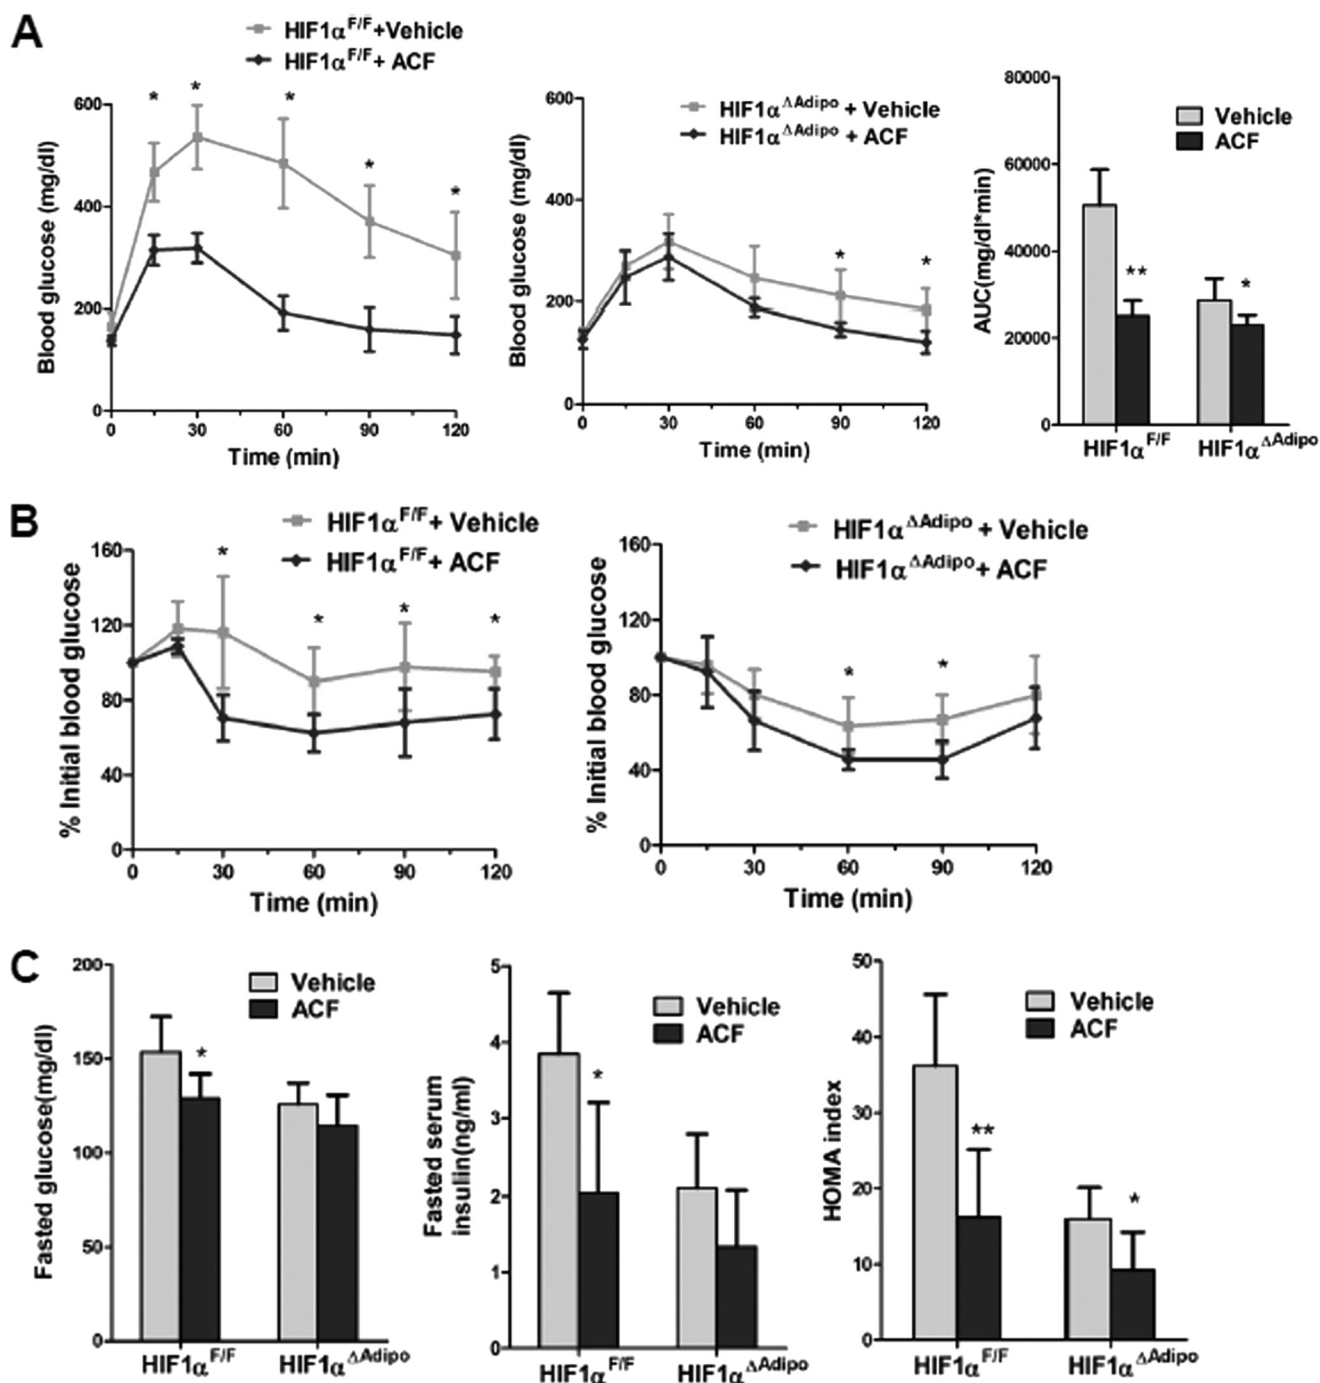 A
HIF1α^F/F+Vehicle
HIF1α^F/F+ ACF
600
400
200
0
Blood glucose (mg/dl)
* * * * *
0 30 60 90 120
Time (min)
HIF1α^ΔAdipo + Vehicle
HIF1α^ΔAdipo + ACF
600
400
200
0
Blood glucose (mg/dl)
* *
0 30 60 90 120
Time (min)
Vehicle
ACF
80000
60000
40000
20000
0
AUC(mg/dl*min)
** *
HIF1α^F/F HIF1α^ΔAdipo
B
HIF1α^F/F+ Vehicle
HIF1α^F/F+ ACF
160
120
80
40
0
% Initial blood glucose
* * * *
0 30 60 90 120
Time (min)
HIF1α^ΔAdipo + Vehicle
HIF1α^ΔAdipo+ ACF
160
120
80
40
0
% Initial blood glucose
* *
0 30 60 90 120
Time (min)
C
Vehicle
ACF
200
150
100
50
0
Fasted glucose(mg/dl)
*
HIF1α^F/F HIF1α^ΔAdipo
Vehicle
ACF
5
4
3
2
1
0
Fasted serum
insulin(ng/ml)
*
HIF1α^F/F HIF1α^ΔAdipo
Vehicle
ACF
50
40
30
20
10
0
HOMA index
** *
HIF1α^F/F HIF1α^ΔAdipo